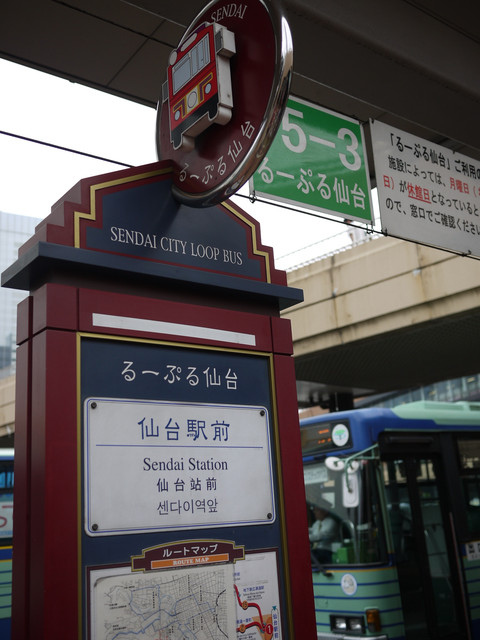 SENDAI
るーぷる仙台
5-3
るーぷる仙台
「るーぷる仙台」ご利用の
施設によっては、月曜日（
日）が休館日となっていると
ので、窓口でご確認くださ
SENDAI CITY LOOP BUS
るーぷる仙台
仙台駅前
Sendai Station
仙台站前
센다이역앞
ルートマップ
ROUTE MAP